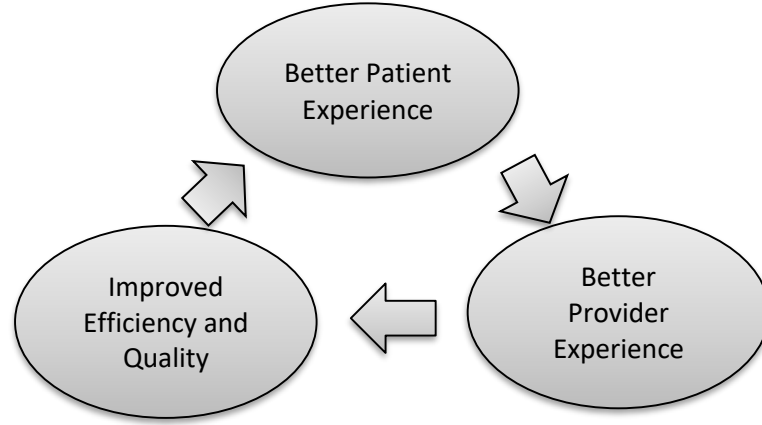 Better Patient
Experience
Better
Provider
Experience
Improved
Efficiency and
Quality